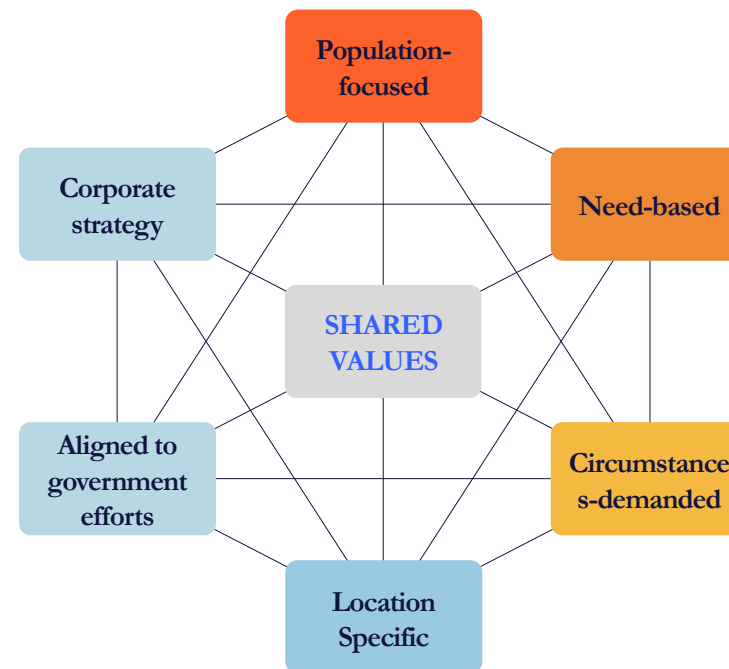 Population-
focused
Corporate
strategy
Need-based
SHARED
VALUES
Aligned to
government
efforts
Circumstance
s-demanded
Location
Specific